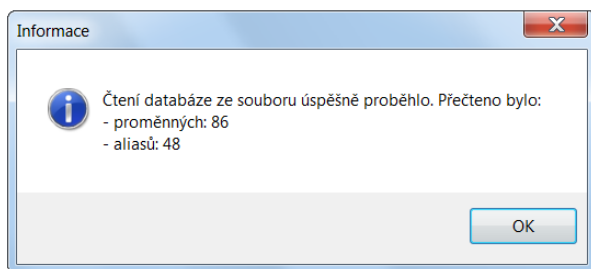 Informace
Čtení databáze ze souboru úspěšně proběhlo. Přečteno bylo:
- proměnných: 86
- aliasů: 48
OK